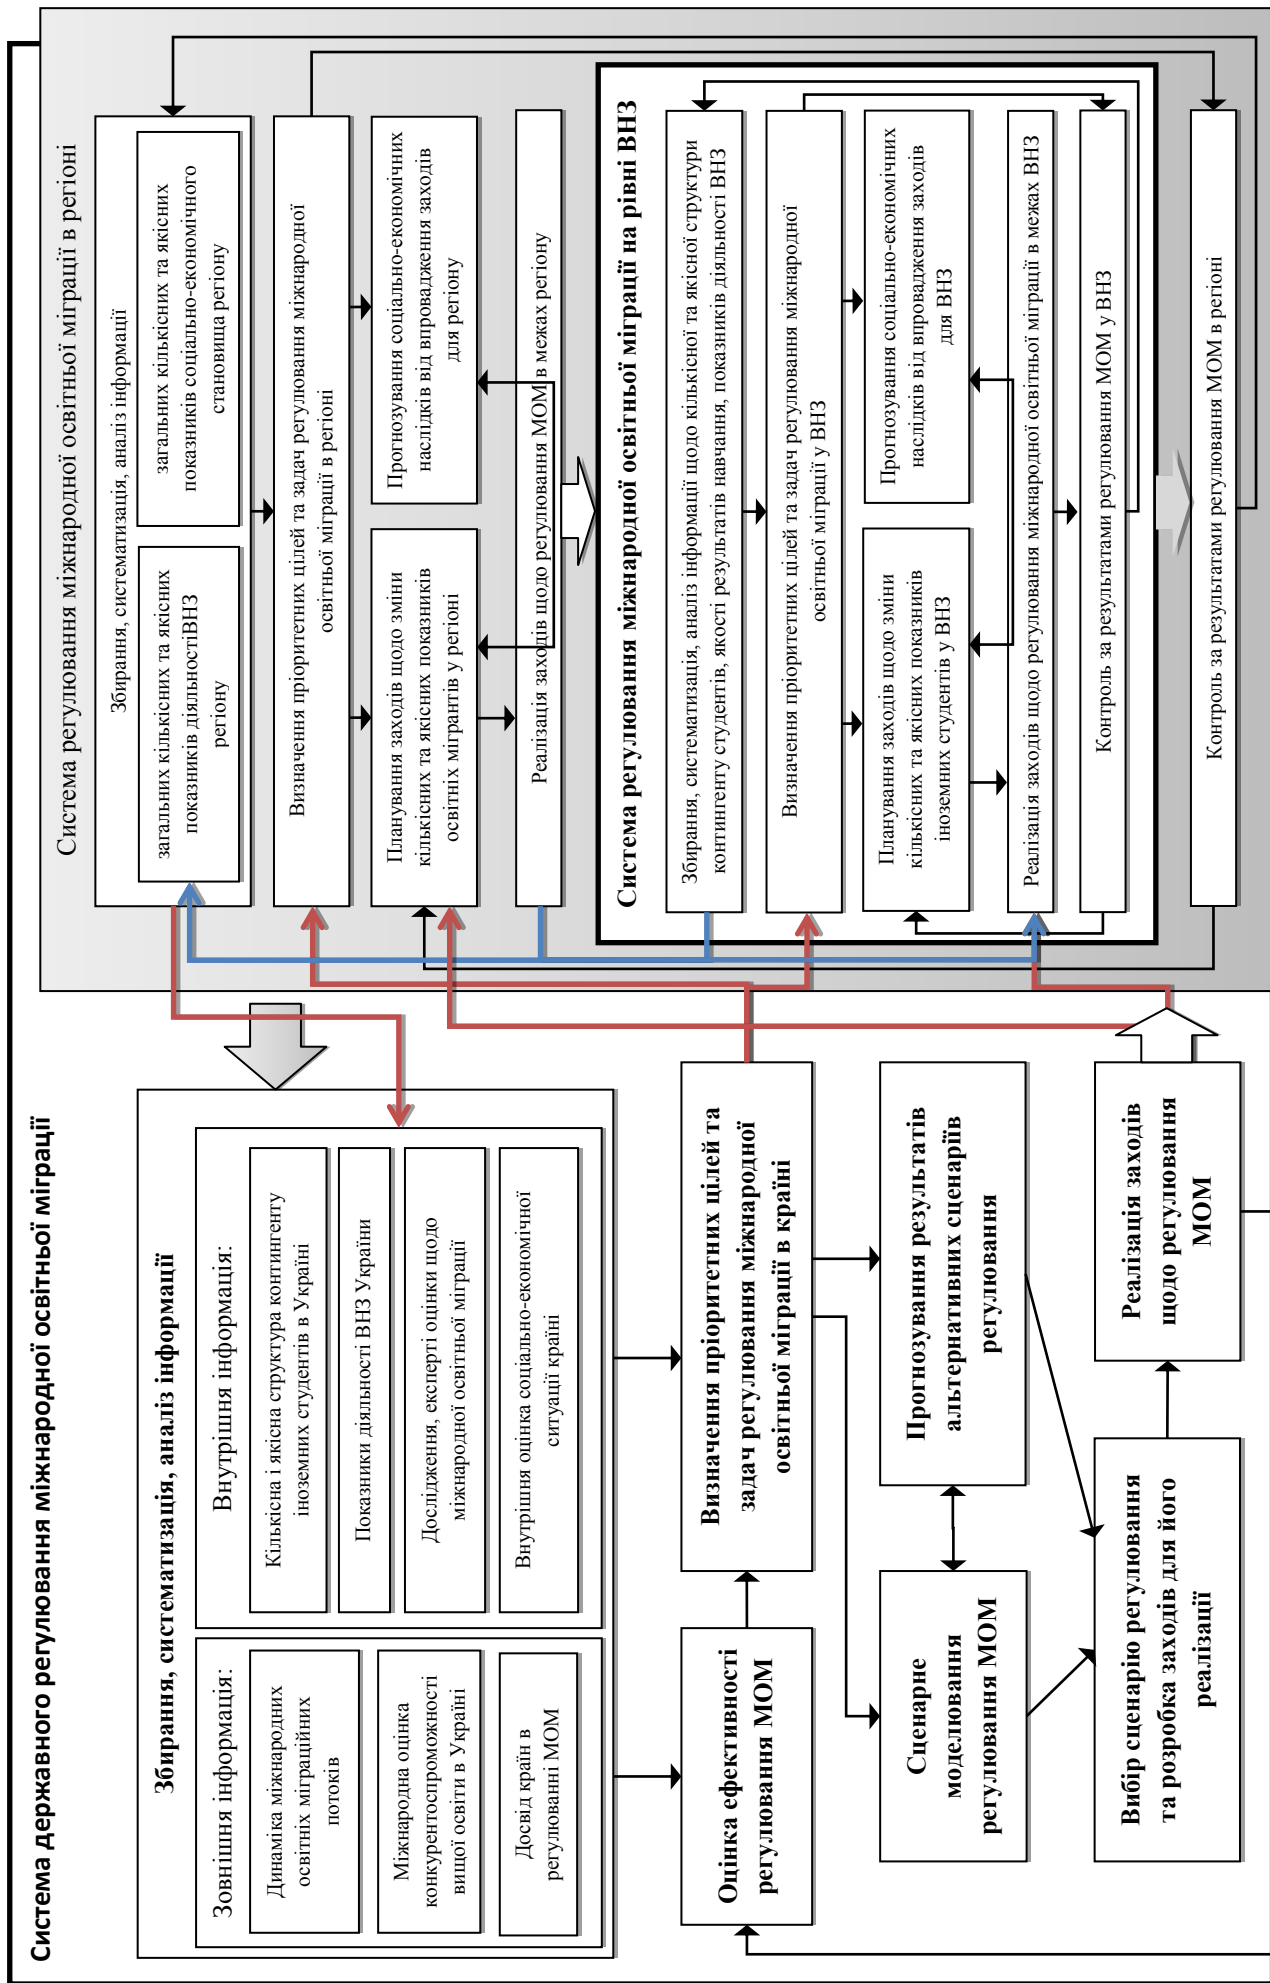 Система державного регулювання міжнародної освітньої міграції
Збирання, систематизація, аналіз інформації
Зовнішня інформація:
Динаміка міжнародних
освітніх міграційних
потоків
Міжнародна оцінка
конкурентоспроможності
вищої освіти в Україні
Досвід країн в
регулюванні МОМ
Внутрішня інформація:
Кількісна і якісна структура контингенту
іноземних студентів в Україні
Показники діяльності ВНЗ України
Дослідження, експерті оцінки щодо
міжнародної освітньої міграції
Внутрішня оцінка соціально-економічної
ситуації країні
Оцінка ефективності
регулювання МОМ
Визначення пріоритетних цілей та
задач регулювання міжнародної
освітньої міграції в країні
Сценарне
моделювання
регулювання МОМ
Прогнозування результатів
альтернативних сценаріїв
регулювання
Вибір сценарію регулювання
та розробка заходів для його
реалізації
Реалізація заходів
щодо регулювання
МОМ
Система регулювання міжнародної освітньої міграції в регіоні
Збирання, систематизація, аналіз інформації
загальних кількісних та якісних
показників діяльностіВНЗ
регіону
загальних кількісних та якісних
показників соціально-економічного
становища регіону
Визначення пріоритетних цілей та задач регулювання міжнародної
освітньої міграції в регіоні
Планування заходів щодо зміни
кількісних та якісних показників
освітніх мігрантів у регіоні
Прогнозування соціально-економічних
наслідків від впровадження заходів
для регіону
Реалізація заходів щодо регулювання МОМ в межах регіону
Система регулювання міжнародної освітньої міграції на рівні ВНЗ
Збирання, систематизація, аналіз інформації щодо кількісної та якісної структури
контингенту студентів, якості результатів навчання, показників діяльності ВНЗ
Визначення пріоритетних цілей та задач регулювання міжнародної
освітньої міграції у ВНЗ
Планування заходів щодо зміни
кількісних та якісних показників
іноземних студентів у ВНЗ
Прогнозування соціально-економічних
наслідків від впровадження заходів
для ВНЗ
Реалізація заходів щодо регулювання міжнародної освітньої міграції в межах ВНЗ
Контроль за результатами регулювання МОМ у ВНЗ
Контроль за результатами регулювання МОМ в регіоні